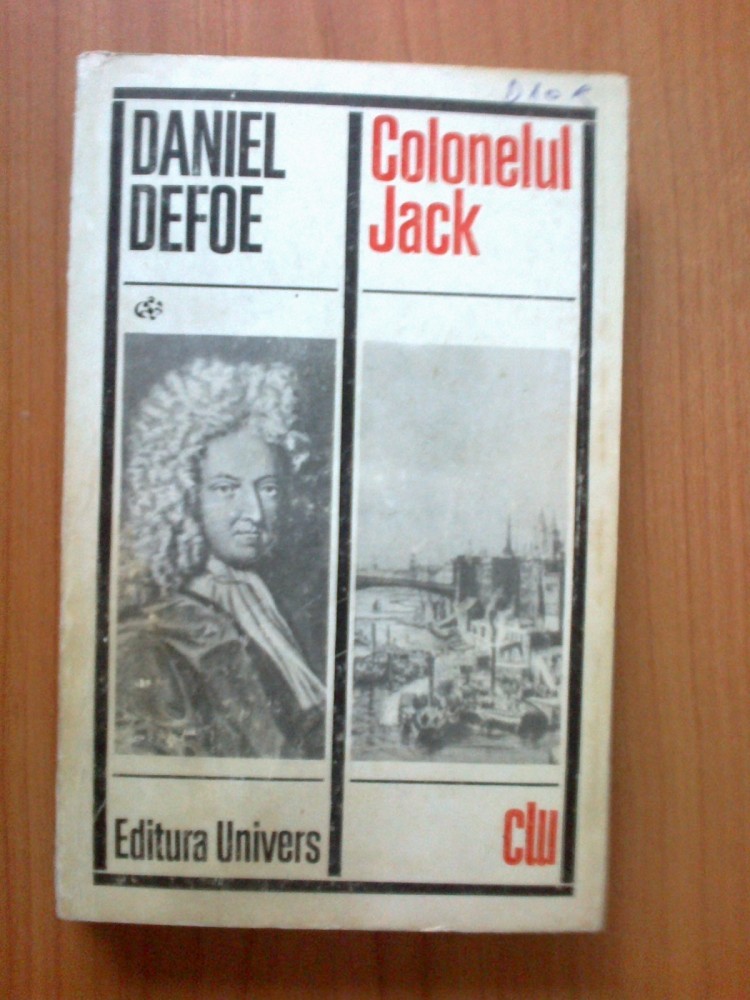 DANIEL
DEFOE
Colonelul
Jack
Editura Univers
clu